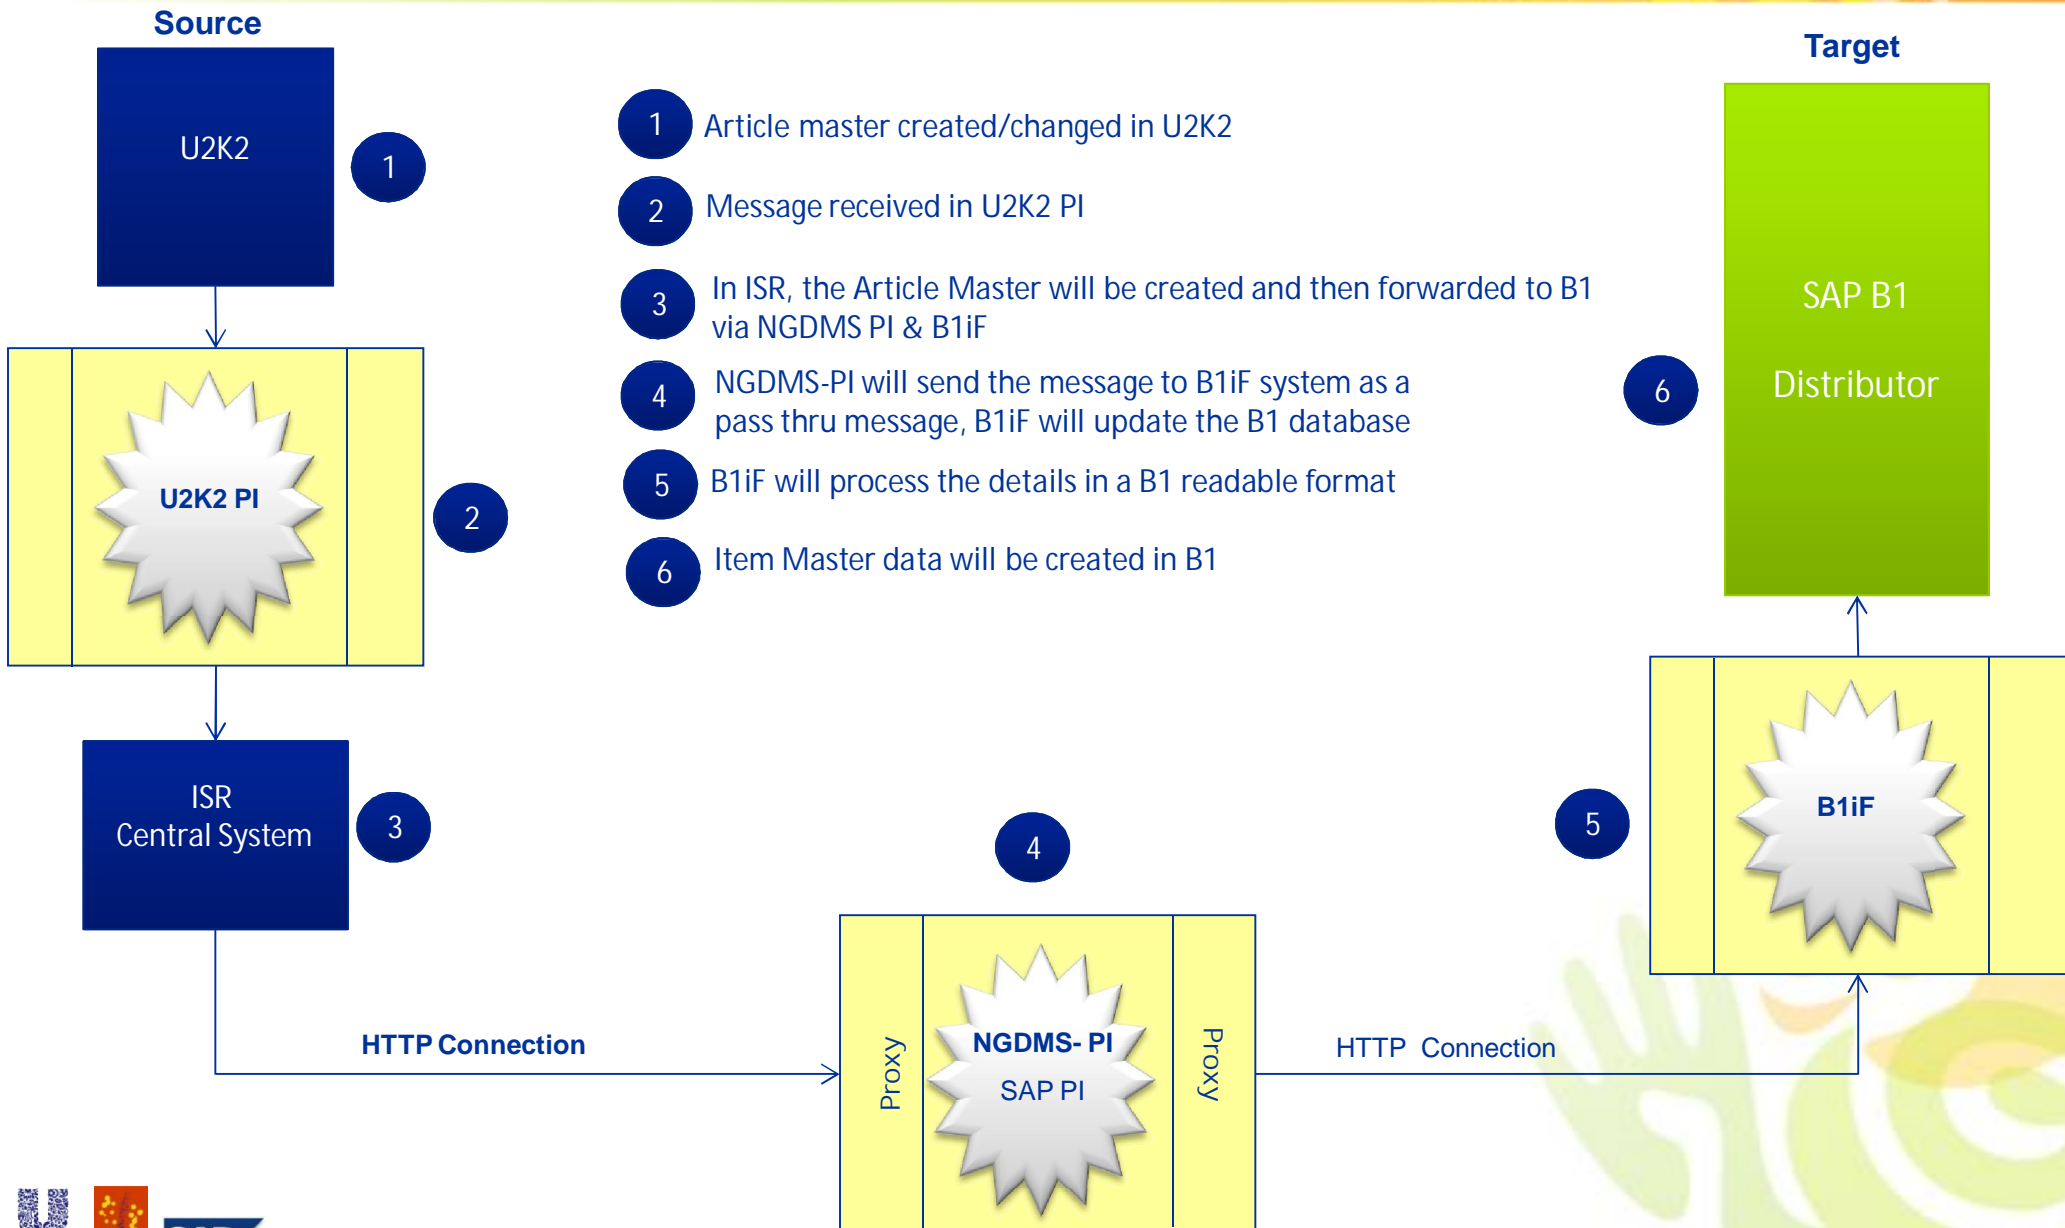 Source
Target
U2K2
1
1 Article master created/changed in U2K2
2 Message received in U2K2 PI
3 In ISR, the Article Master will be created and then forwarded to B1
via NGDMS PI & B1iF
4 NGDMS-PI will send the message to B1iF system as a
pass thru message, B1iF will update the B1 database
5 B1iF will process the details in a B1 readable format
6 Item Master data will be created in B1
SAP B1
Distributor
6
U2K2 PI
2
ISR
Central System
3
4
5
B1iF
HTTP Connection
Proxy
NGDMS- PI
SAP PI
Proxy
HTTP Connection